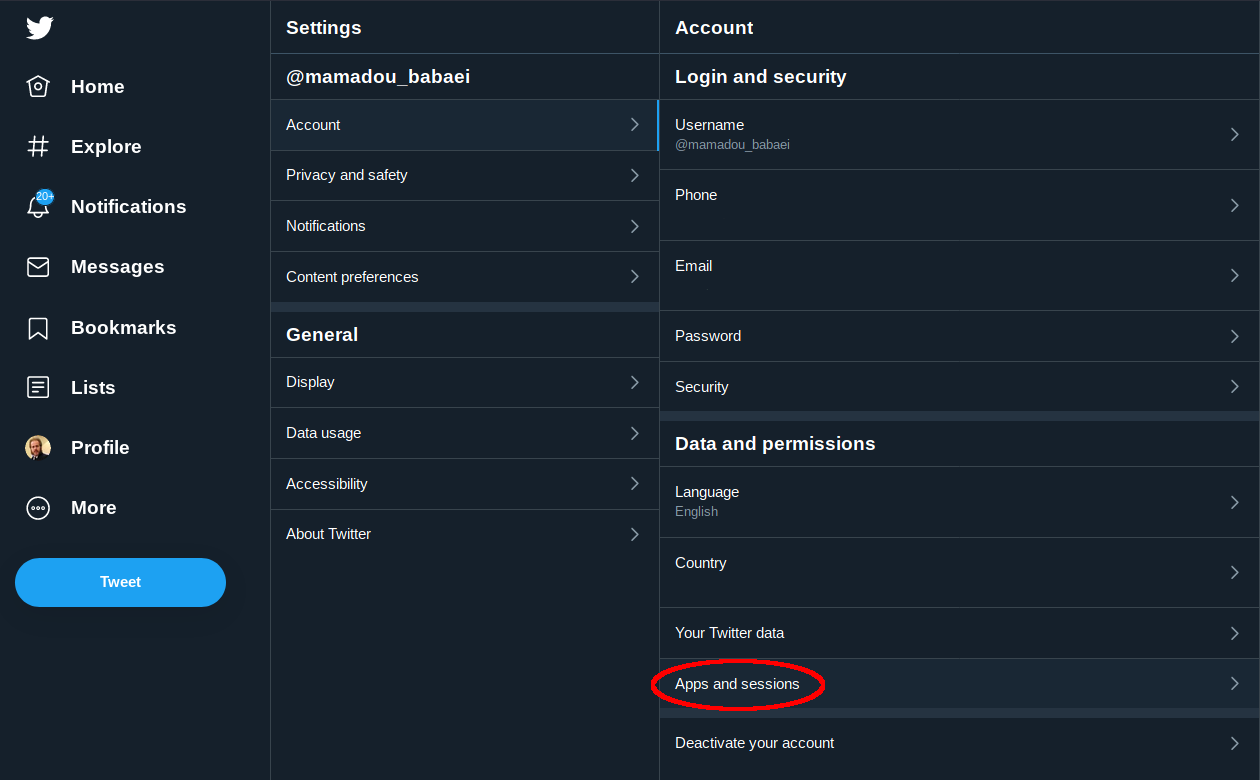 Home
Explore
20+
Notifications
Messages
Bookmarks
Lists
Profile
More
Tweet
Settings
@mamadou_babaei
Account
Privacy and safety
Notifications
Content preferences
General
Display
Data usage
Accessibility
About Twitter
Account
Login and security
Username
@mamadou_babaei
Phone
Email
Password
Security
Data and permissions
Language
English
Country
Your Twitter data
Apps and sessions
Deactivate your account